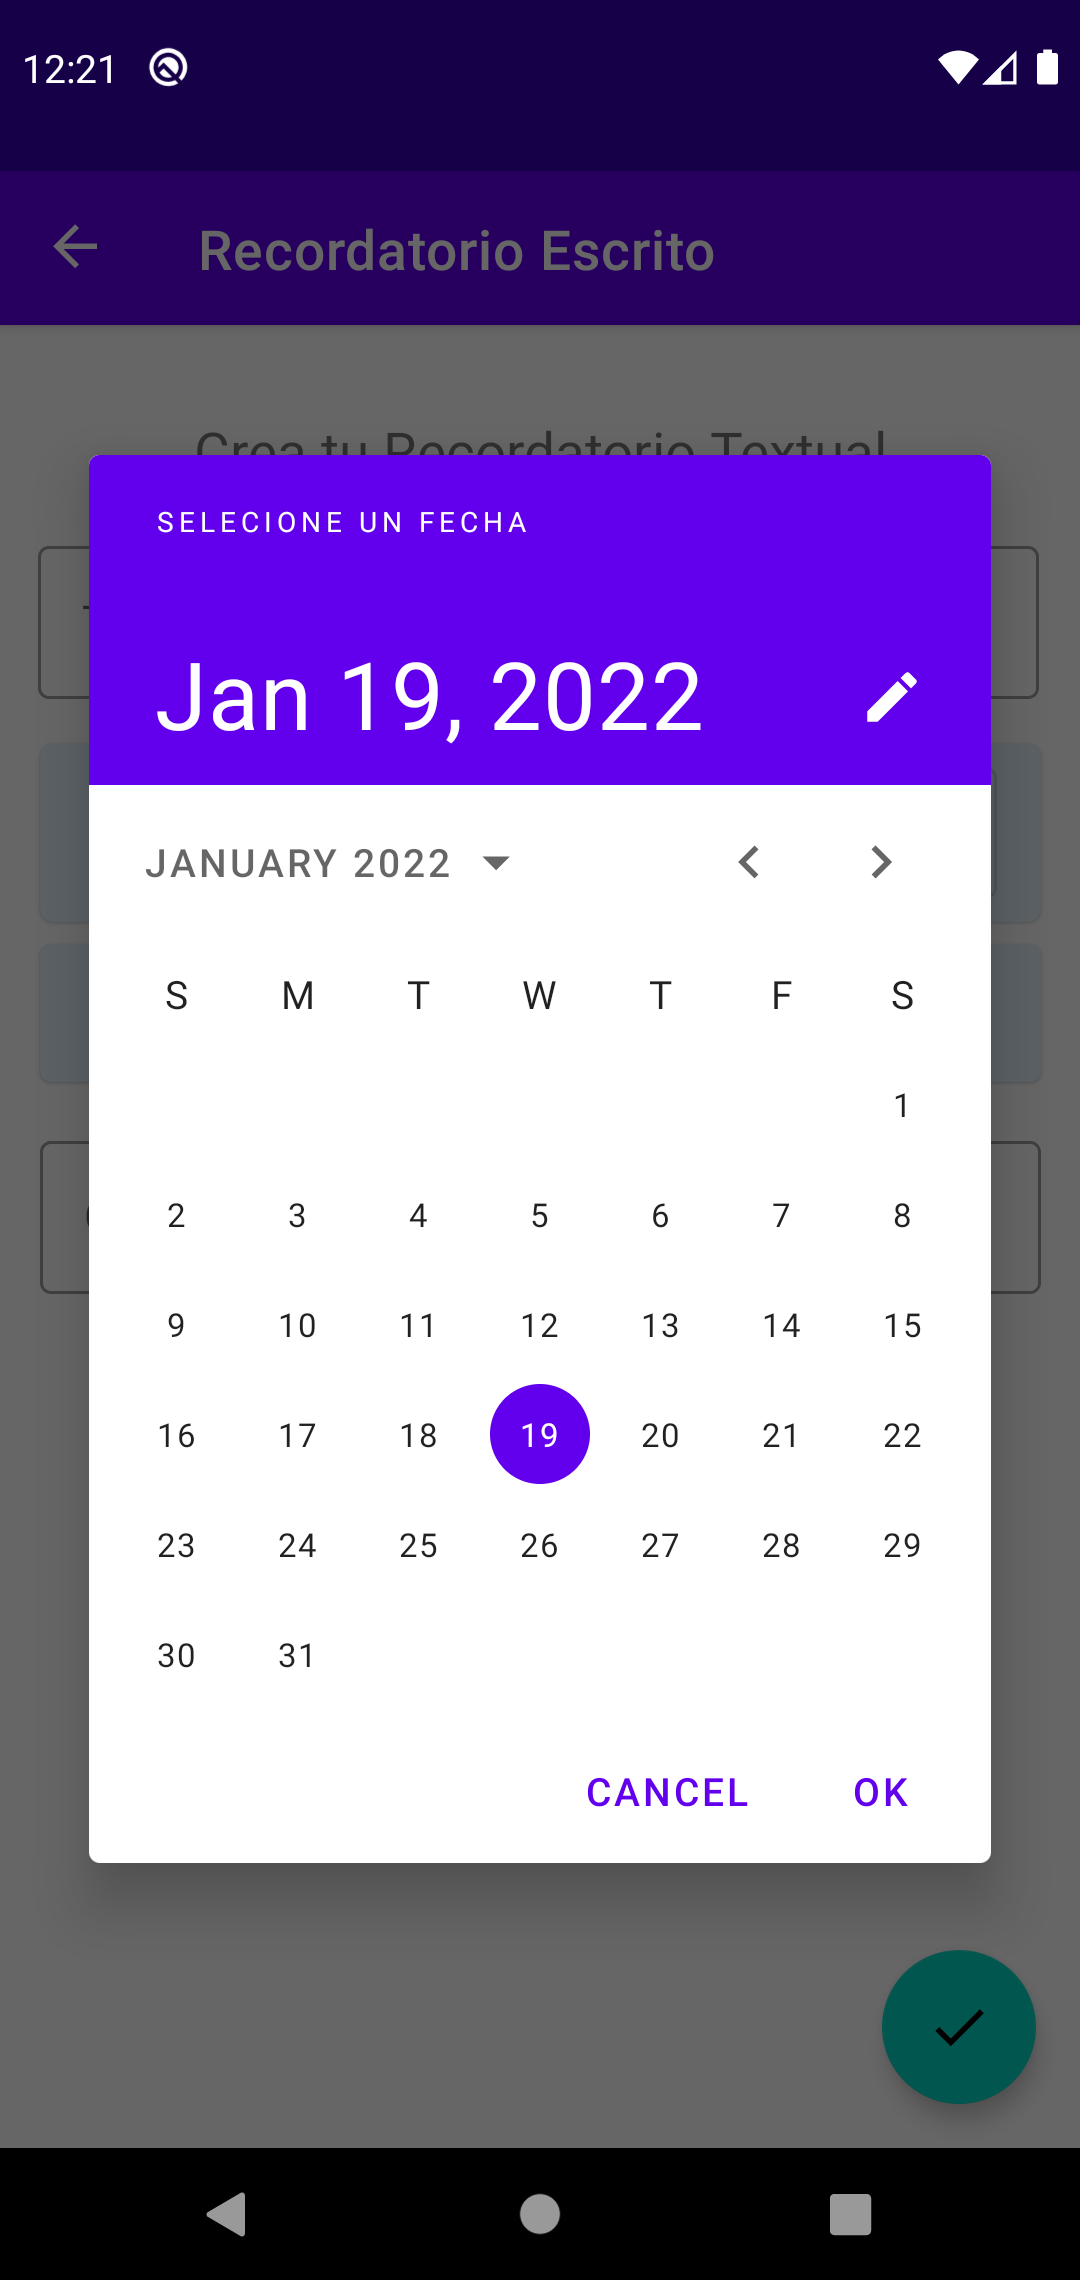 12:21
Recordatorio Escrito
Crea tu Recordatorio Textual
SELECIONE UN FECHA
Jan 19, 2022
JANUARY 2022
S M T W T F S
1
2 3 4 5 6 7 8
9 10 11 12 13 14 15
16 17 18 19 20 21 22
23 24 25 26 27 28 29
30 31
CANCEL OK